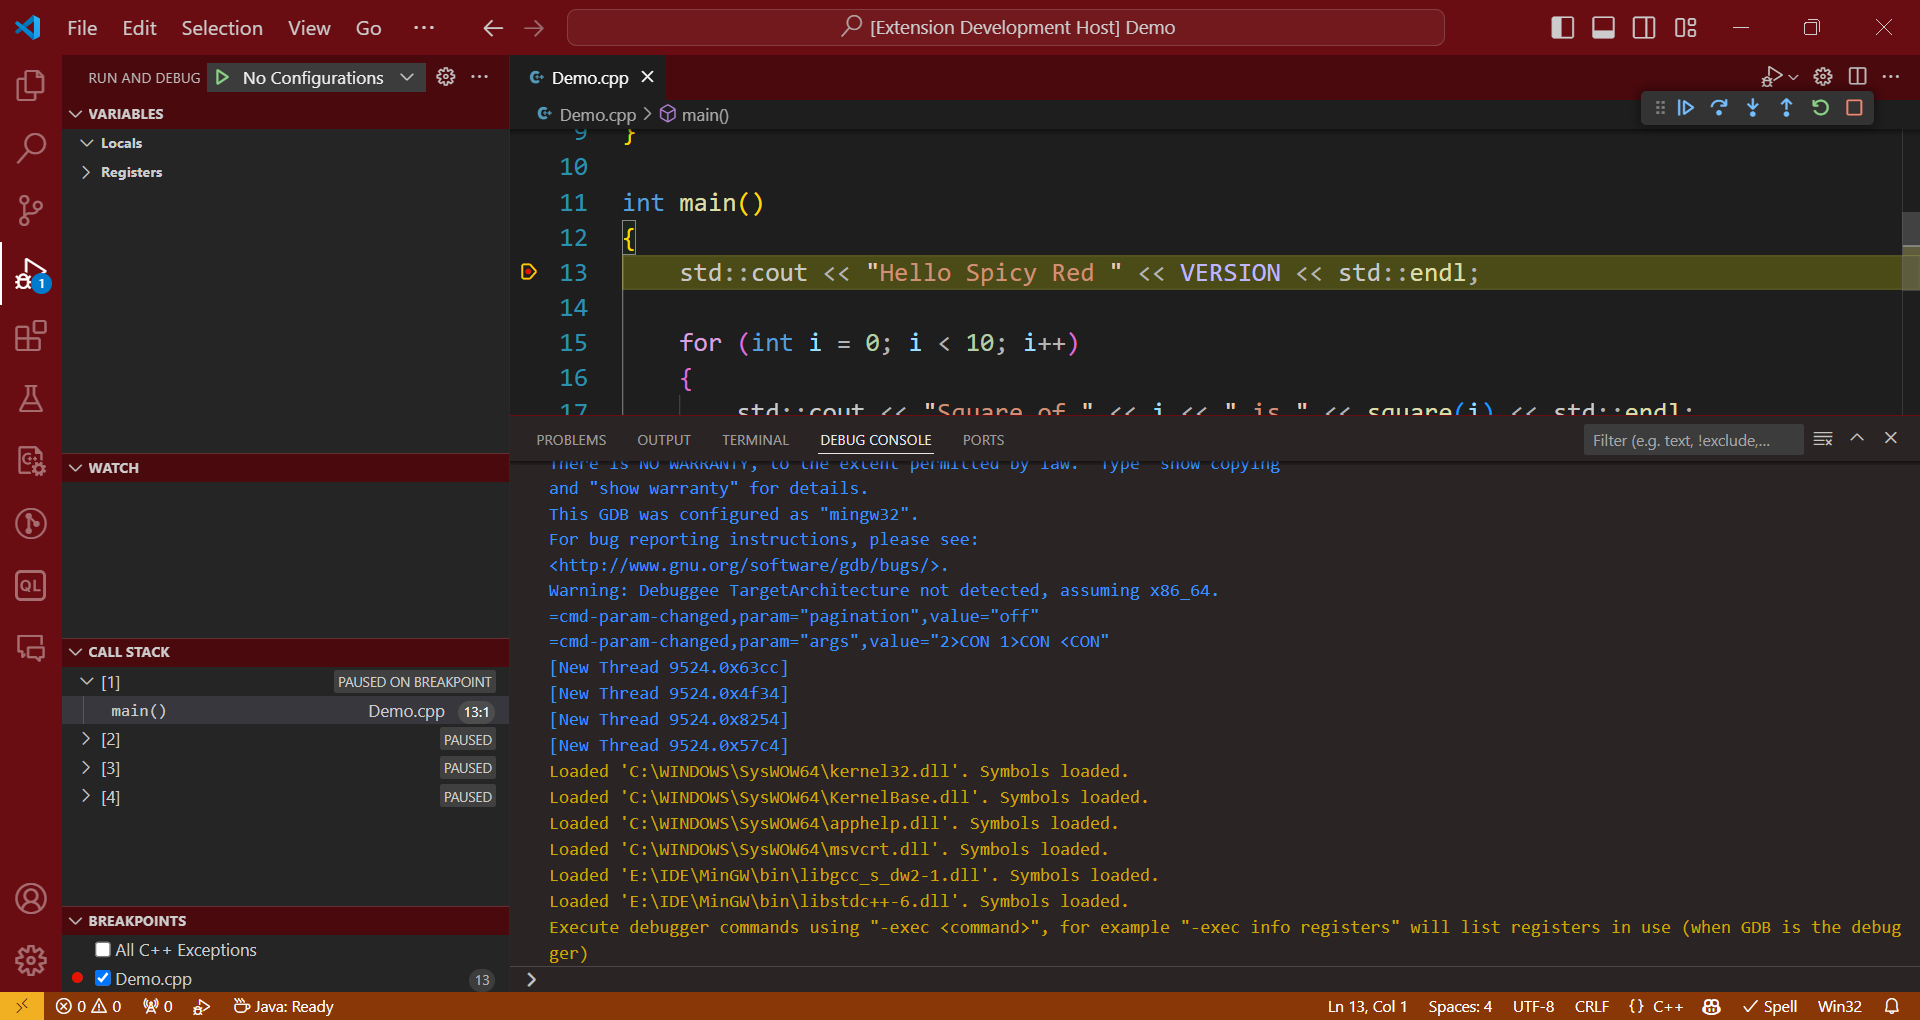 File Edit Selection View Go ··· [Extension Development Host] Demo
RUN AND DEBUG No Configurations
VARIABLES
Locals
Registers
WATCH
CALL STACK
[1] PAUSED ON BREAKPOINT
main() Demo.cpp 13:1
[2] PAUSED
[3] PAUSED
[4] PAUSED
BREAKPOINTS
All C++ Exceptions
Demo.cpp 13
1
QL
Demo.cpp
Demo.cpp > main()
9 }
10
11 int main()
12 {
13 std::cout << "Hello Spicy Red " << VERSION << std::endl;
14
15 for (int i = 0; i < 10; i++)
16 {
17 std::cout << "Square of " << i << " is " << square(i) << std::endl;
PROBLEMS OUTPUT TERMINAL DEBUG CONSOLE PORTS Filter (e.g. text, !exclude,...
There is NO WARRANTY, to the extent permitted by law. Type "show copying
and "show warranty" for details.
This GDB was configured as "mingw32".
For bug reporting instructions, please see:
<http://www.gnu.org/software/gdb/bugs/>.
Warning: Debuggee TargetArchitecture not detected, assuming x86_64.
=cmd-param-changed,param="pagination",value="off"
=cmd-param-changed,param="args",value="2>CON 1>CON <CON"
[New Thread 9524.0x63cc]
[New Thread 9524.0x4f34]
[New Thread 9524.0x8254]
[New Thread 9524.0x57c4]
Loaded 'C:\WINDOWS\SysWOW64\kernel32.dll'. Symbols loaded.
Loaded 'C:\WINDOWS\SysWOW64\KernelBase.dll'. Symbols loaded.
Loaded 'C:\WINDOWS\SysWOW64\apphelp.dll'. Symbols loaded.
Loaded 'C:\WINDOWS\SysWOW64\msvcrt.dll'. Symbols loaded.
Loaded 'E:\IDE\MinGW\bin\libgcc_s_dw2-1.dll'. Symbols loaded.
Loaded 'E:\IDE\MinGW\bin\libstdc++-6.dll'. Symbols loaded.
Execute debugger commands using "-exec <command>", for example "-exec info registers" will list registers in use (when GDB is the debug
ger)
>
0 0 0 Java: Ready Ln 13, Col 1 Spaces: 4 UTF-8 CRLF {} C++ Spell Win32